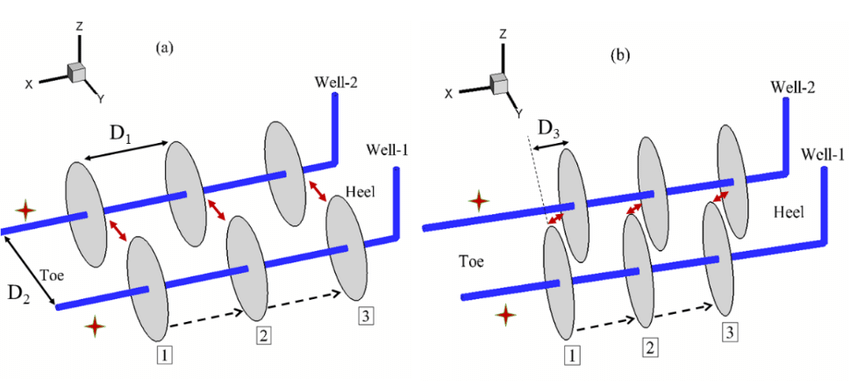 (a)
Z
X
Y
D₁
Well-2
Well-1
Heel
Toe
D₂
1
2
3
(b)
Z
X
Y
D₃
Well-2
Well-1
Heel
Toe
1
2
3